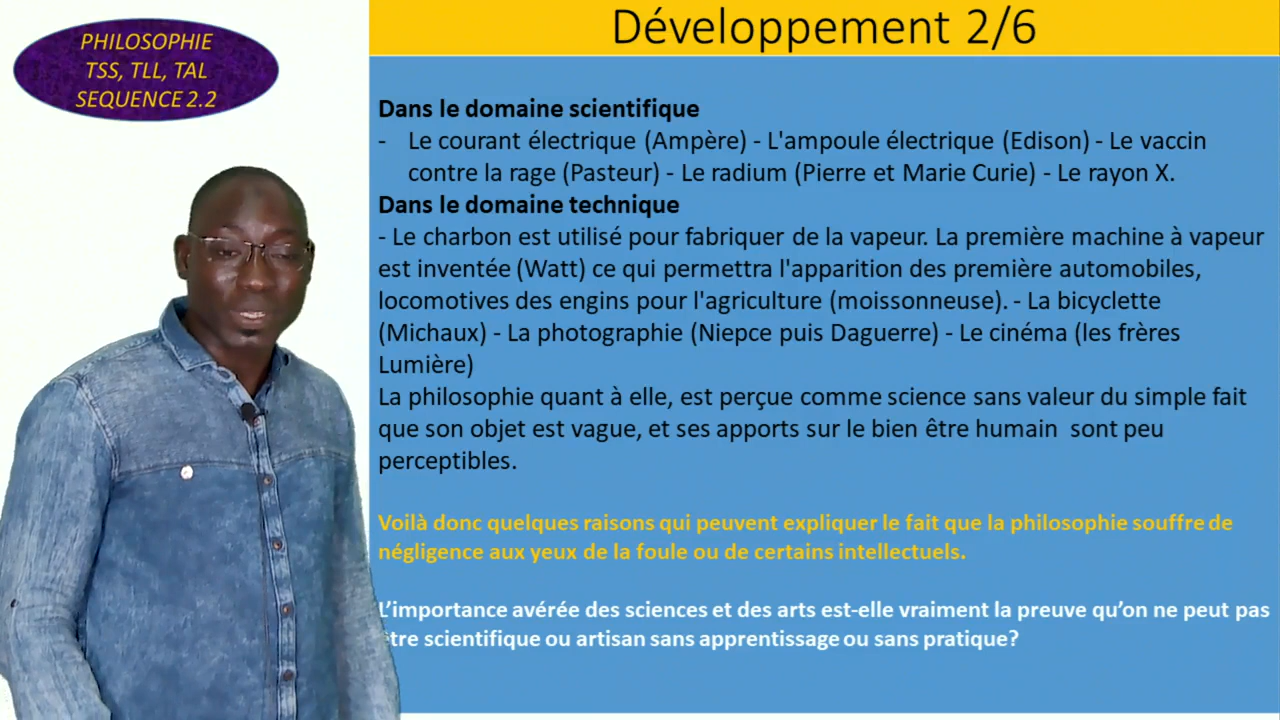 PHILOSOPHIE
TSS, TLL, TAL
SEQUENCE 2.2
Développement 2/6
Dans le domaine scientifique
- Le courant électrique (Ampère) - L'ampoule électrique (Edison) - Le vaccin
contre la rage (Pasteur) - Le radium (Pierre et Marie Curie) - Le rayon X.
Dans le domaine technique
- Le charbon est utilisé pour fabriquer de la vapeur. La première machine à vapeur
est inventée (Watt) ce qui permettra l'apparition des première automobiles,
locomotives des engins pour l'agriculture (moissonneuse). - La bicyclette
(Michaux) - La photographie (Niepce puis Daguerre) - Le cinéma (les frères
Lumière)
La philosophie quant à elle, est perçue comme science sans valeur du simple fait
que son objet est vague, et ses apports sur le bien être humain sont peu
perceptibles.
Voilà donc quelques raisons qui peuvent expliquer le fait que la philosophie souffre de
négligence aux yeux de la foule ou de certains intellectuels.
L’importance avérée des sciences et des arts est-elle vraiment la preuve qu’on ne peut pas
être scientifique ou artisan sans apprentissage ou sans pratique?